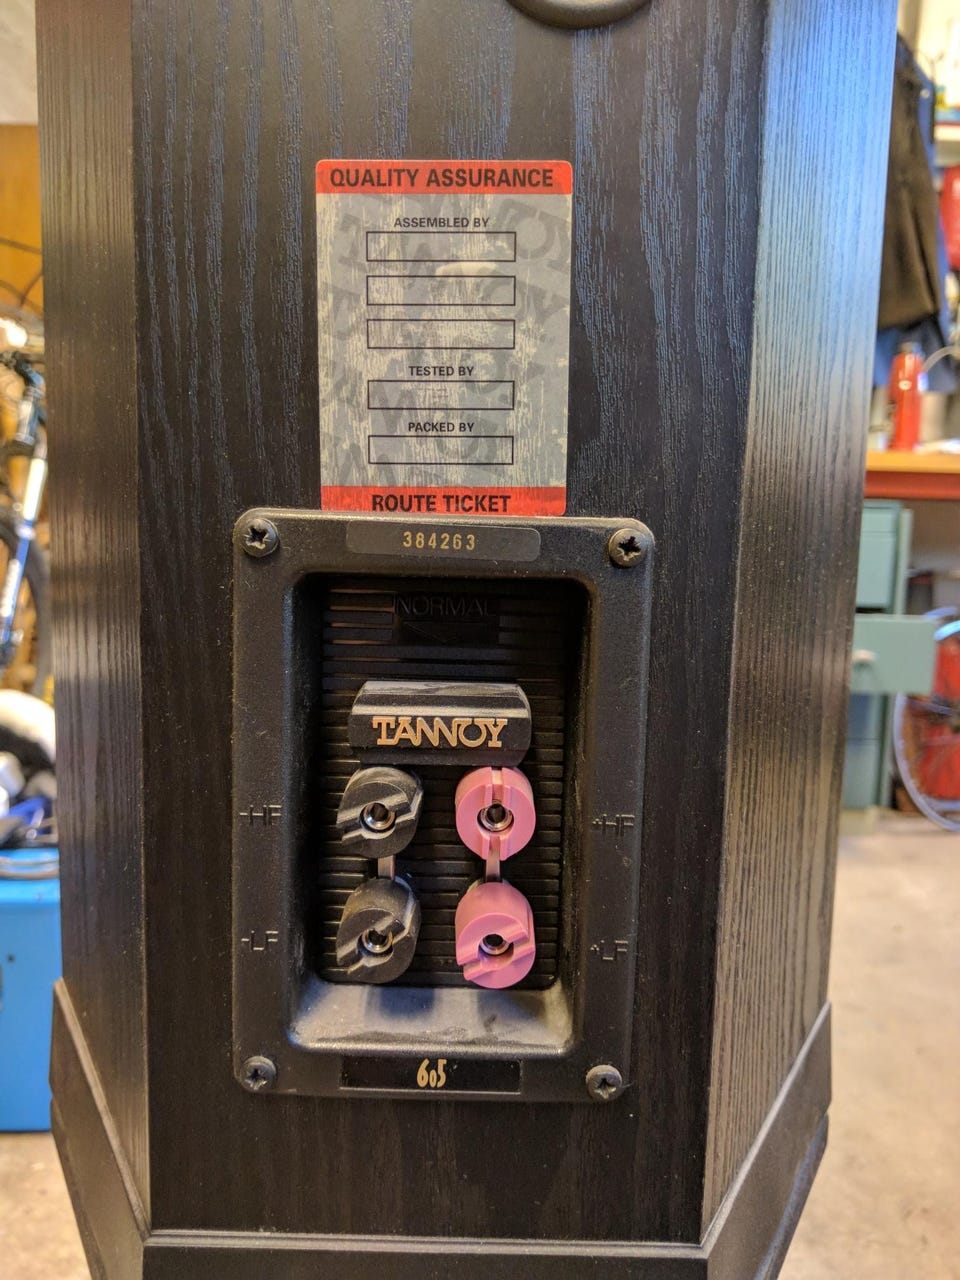 QUALITY ASSURANCE
ASSEMBLED BY
TESTED BY
PACKED BY
ROUTE TICKET
384263
NORMAL
TANNOY
-HF +HF
-LF +LF
605